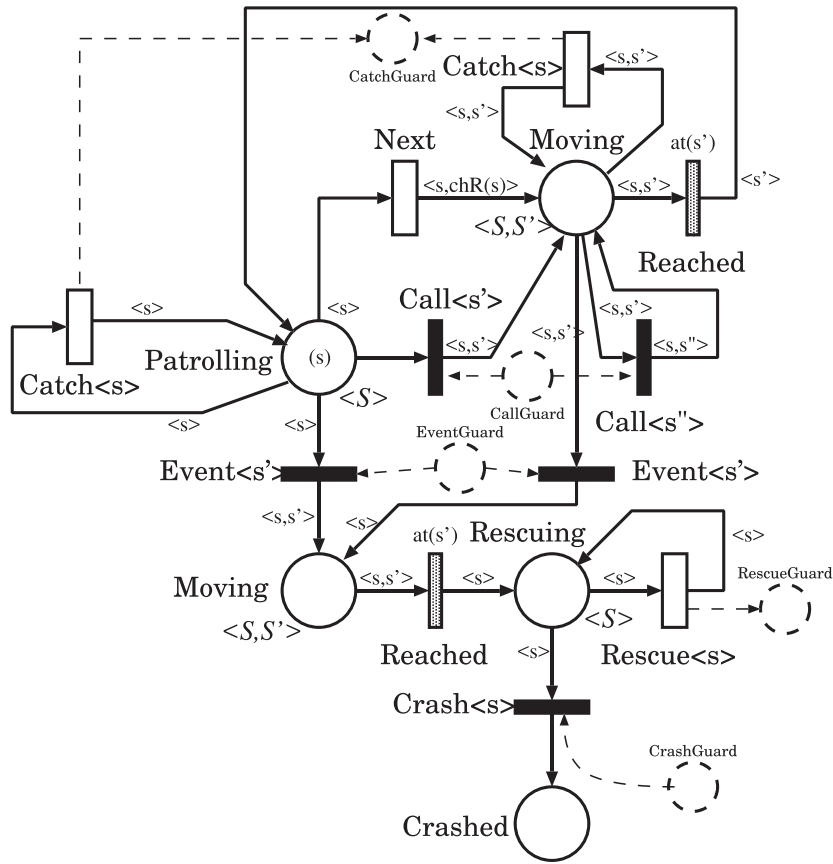 CatchGuard
Catch<s>
<s,s'>
<s,s'>
Next
Moving
at(s')
<s,chR(s)>
<s,s'>
<s'>
<S,S'>
Reached
<s>
<s>
Call<s'>
<s,s'>
Patrolling
(s)
<s,s'>
<s,s'>
<s,s">
Catch<s>
<S>
<s>
<s>
CallGuard
Call<s">
EventGuard
Event<s'>
Event<s'>
<s,s'>
<s>
at(s')
Rescuing
<s>
Moving
<s,s'>
<s>
<s>
RescueGuard
<S,S'>
<S>
Reached
<s>
Rescue<s>
Crash<s>
CrashGuard
Crashed